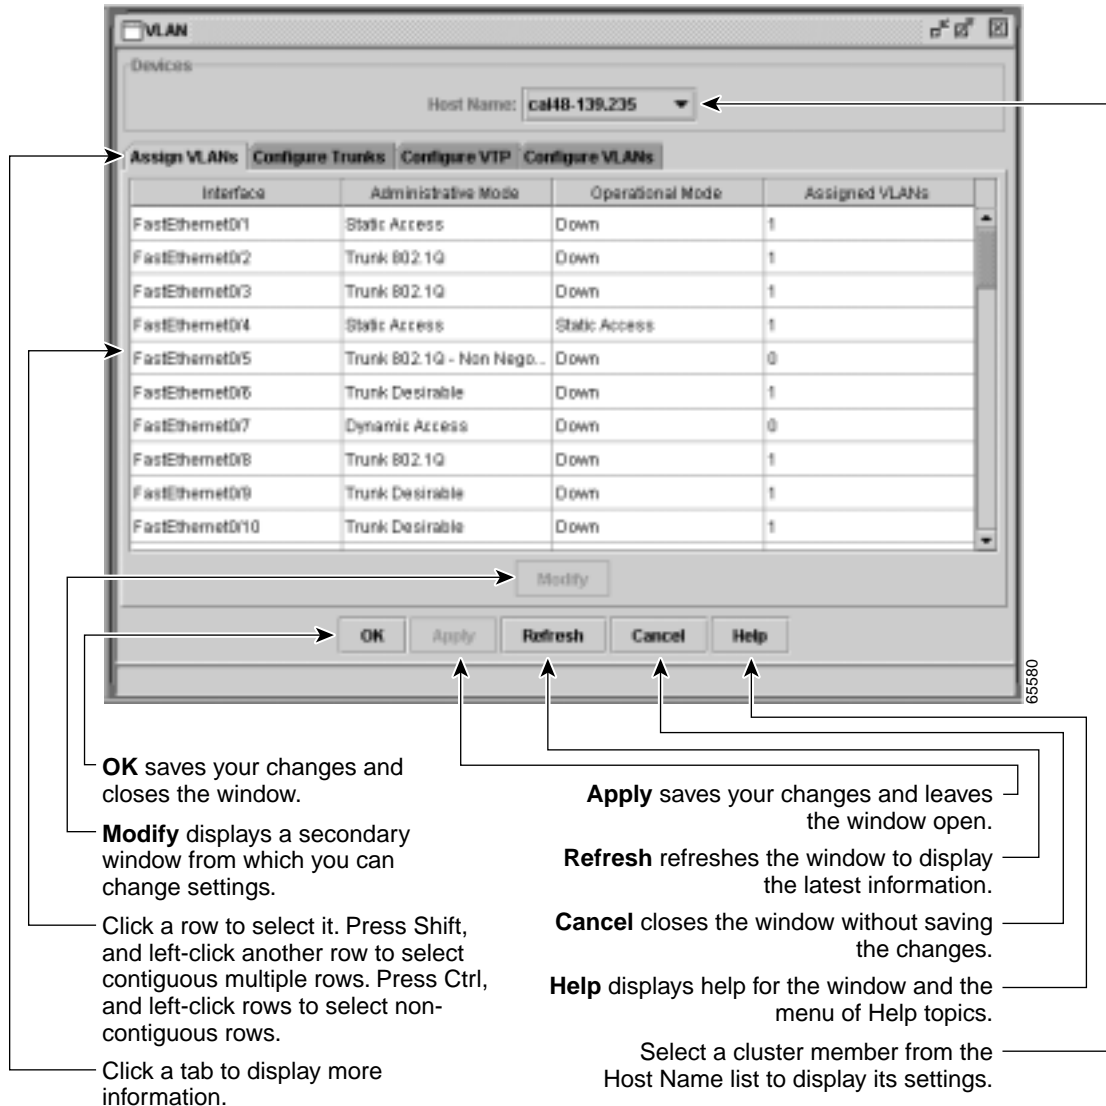 VLAN
Devices
Host Name: cal48-139.235
Assign VLANs Configure Trunks Configure VTP Configure VLANs
Interface Administrative Mode Operational Mode Assigned VLANs
FastEthernet0/1 Static Access Down 1
FastEthernet0/2 Trunk 802.1Q Down 1
FastEthernet0/3 Trunk 802.1Q Down 1
FastEthernet0/4 Static Access Static Access 1
FastEthernet0/5 Trunk 802.1Q - Non Nego... Down 0
FastEthernet0/6 Trunk Desirable Down 1
FastEthernet0/7 Dynamic Access Down 0
FastEthernet0/8 Trunk 802.1Q Down 1
FastEthernet0/9 Trunk Desirable Down 1
FastEthernet0/10 Trunk Desirable Down 1
Modify
OK Apply Refresh Cancel Help
65580
OK saves your changes and
closes the window.
Modify displays a secondary
window from which you can
change settings.
Click a row to select it. Press Shift,
and left-click another row to select
contiguous multiple rows. Press Ctrl,
and left-click rows to select non-
contiguous rows.
Click a tab to display more
information.
Apply saves your changes and leaves
the window open.
Refresh refreshes the window to display
the latest information.
Cancel closes the window without saving
the changes.
Help displays help for the window and the
menu of Help topics.
Select a cluster member from the
Host Name list to display its settings.